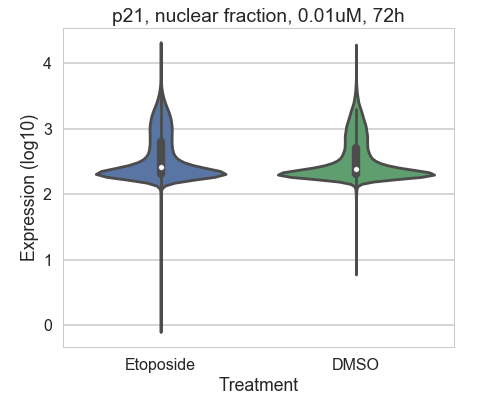 p21, nuclear fraction, 0.01uM, 72h
Expression (log10)
4
3
2
1
0
Etoposide DMSO
Treatment